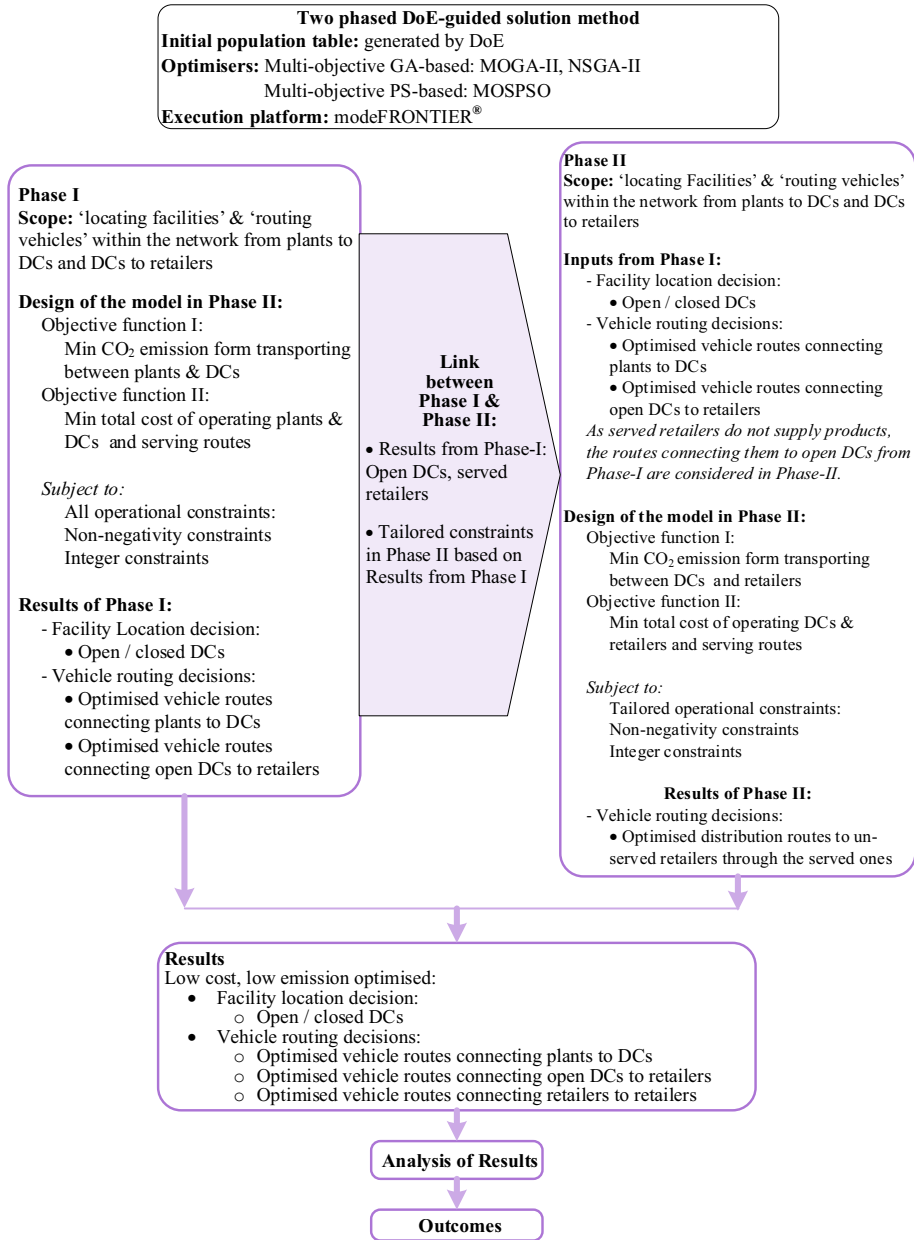 Two phased DoE-guided solution method
Initial population table: generated by DoE
Optimisers: Multi-objective GA-based: MOGA-II, NSGA-II
Multi-objective PS-based: MOSPSO
Execution platform: modeFRONTIER®
Phase I
Scope: ‘locating facilities’ & ‘routing
vehicles’ within the network from plants to
DCs and DCs to retailers
Design of the model in Phase II:
Objective function I:
Min CO₂ emission form transporting
between plants & DCs
Objective function II:
Min total cost of operating plants &
DCs and serving routes
Subject to:
All operational constraints:
Non-negativity constraints
Integer constraints
Results of Phase I:
- Facility Location decision:
• Open / closed DCs
- Vehicle routing decisions:
• Optimised vehicle routes
connecting plants to DCs
• Optimised vehicle routes
connecting open DCs to retailers
Link
between
Phase I &
Phase II:
• Results from Phase-I:
Open DCs, served
retailers
• Tailored constraints
in Phase II based on
Results from Phase I
Phase II
Scope: ‘locating Facilities’ & ‘routing vehicles’
within the network from plants to DCs and DCs
to retailers
Inputs from Phase I:
- Facility location decision:
• Open / closed DCs
- Vehicle routing decisions:
• Optimised vehicle routes connecting
plants to DCs
• Optimised vehicle routes connecting
open DCs to retailers
As served retailers do not supply products,
the routes connecting them to open DCs from
Phase-I are considered in Phase-II.
Design of the model in Phase II:
Objective function I:
Min CO₂ emission form transporting
between DCs and retailers
Objective function II:
Min total cost of operating DCs &
retailers and serving routes
Subject to:
Tailored operational constraints:
Non-negativity constraints
Integer constraints
Results of Phase II:
- Vehicle routing decisions:
• Optimised distribution routes to un-
served retailers through the served ones
Results
Low cost, low emission optimised:
• Facility location decision:
o Open / closed DCs
• Vehicle routing decisions:
o Optimised vehicle routes connecting plants to DCs
o Optimised vehicle routes connecting open DCs to retailers
o Optimised vehicle routes connecting retailers to retailers
Analysis of Results
Outcomes